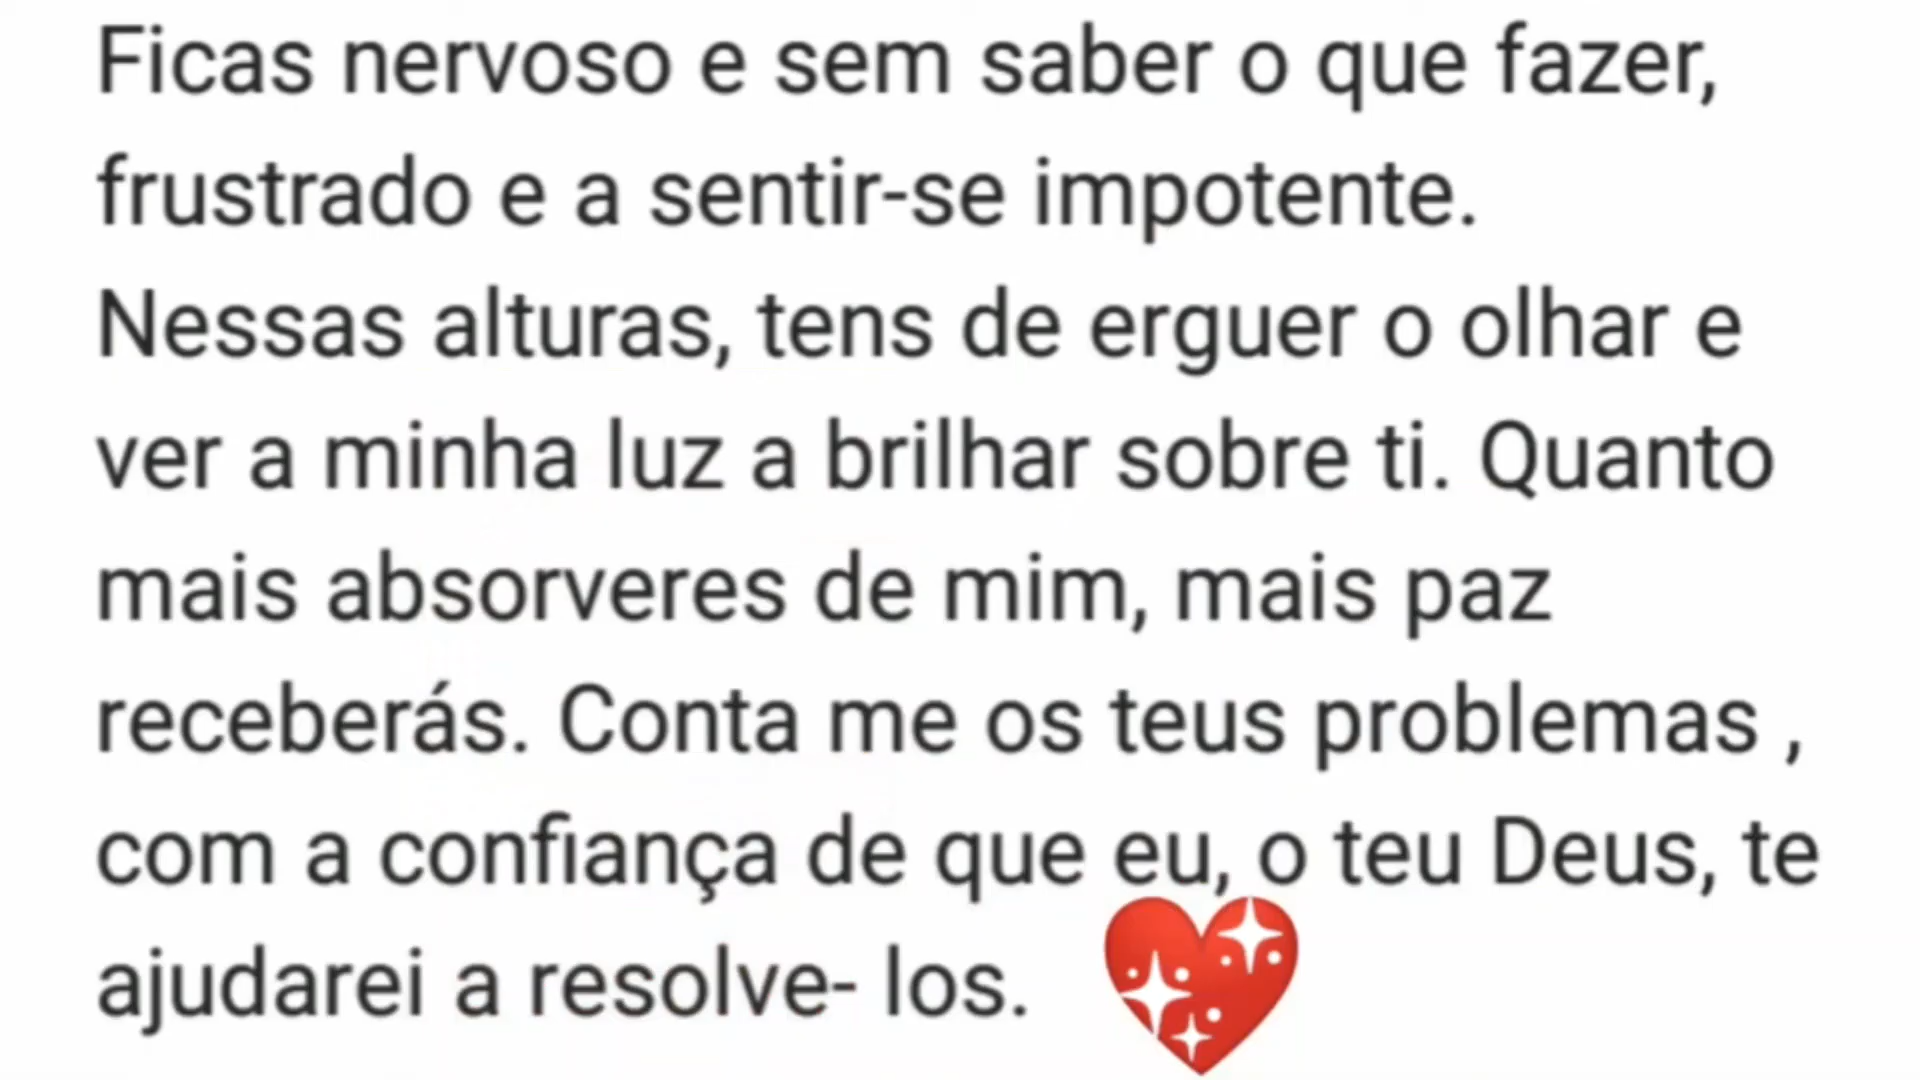 Ficas nervoso e sem saber o que fazer,
frustrado e a sentir-se impotente.
Nessas alturas, tens de erguer o olhar e
ver a minha luz a brilhar sobre ti. Quanto
mais absorveres de mim, mais paz
receberás. Conta me os teus problemas ,
com a confiança de que eu, o teu Deus, te
ajudarei a resolve- los.